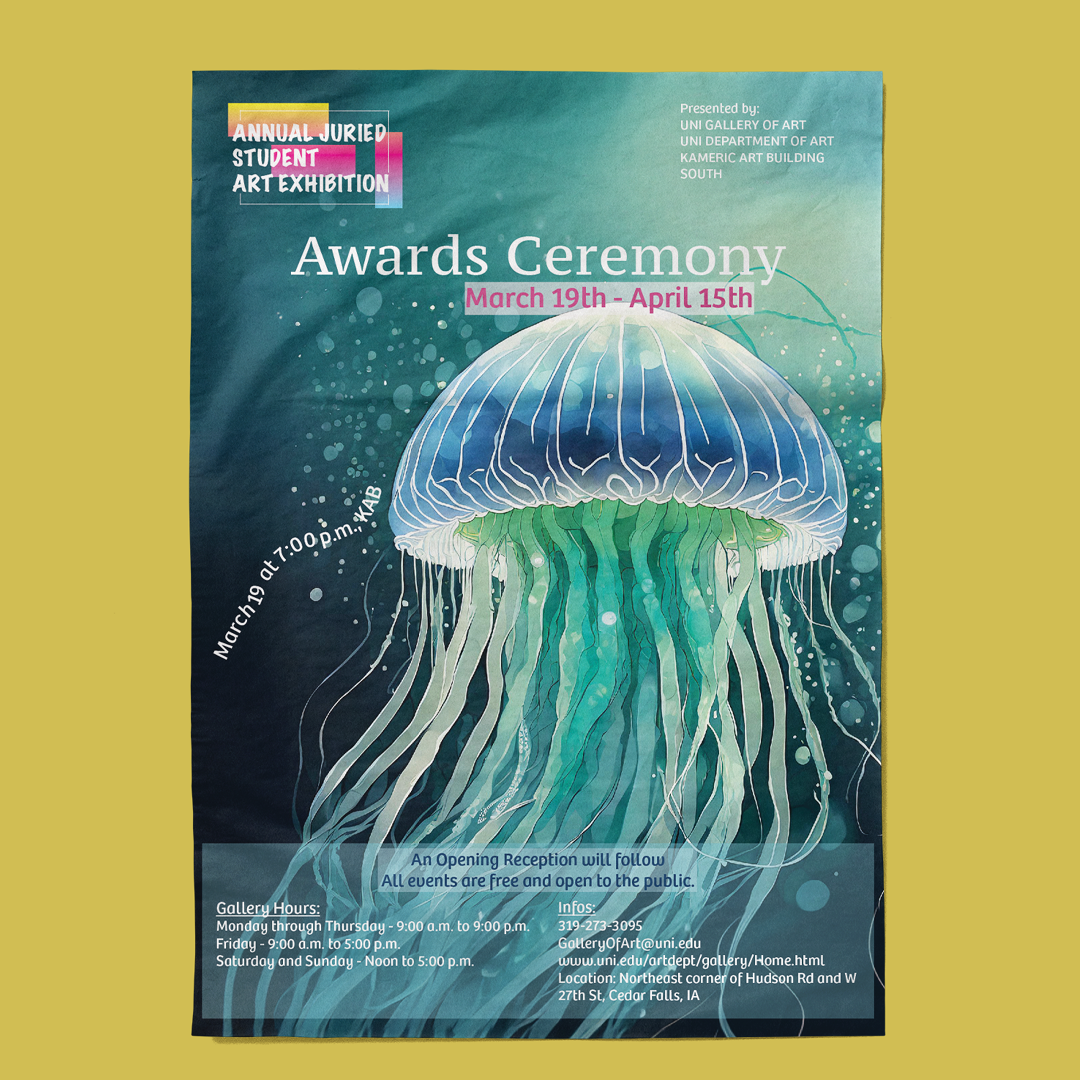 ANNUAL JURIED
STUDENT
ART EXHIBITION
Presented by:
UNI GALLERY OF ART
UNI DEPARTMENT OF ART
KAMERIC ART BUILDING
SOUTH
Awards Ceremony
March 19th - April 15th
March 19 at 7:00 p.m., KAB
An Opening Reception will follow
All events are free and open to the public.
Gallery Hours:
Monday through Thursday - 9:00 a.m. to 9:00 p.m.
Friday - 9:00 a.m. to 5:00 p.m.
Saturday and Sunday - Noon to 5:00 p.m.
Infos:
319-273-3095
GalleryOfArt@uni.edu
www.uni.edu/artdept/gallery/Home.html
Location: Northeast corner of Hudson Rd and W
27th St, Cedar Falls, IA